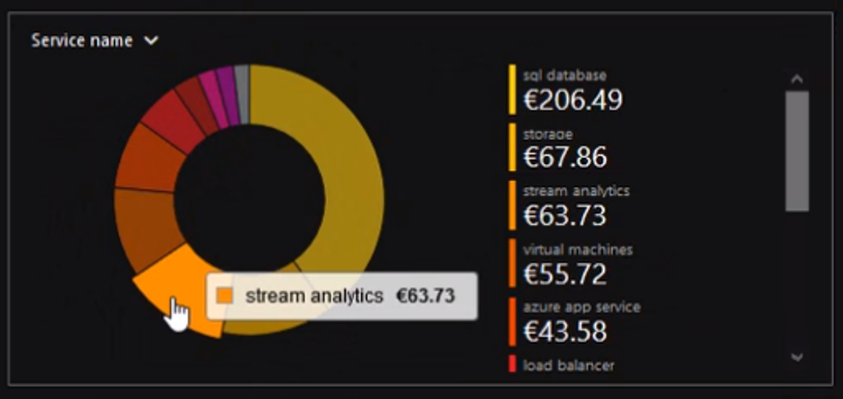 Service name
sql database
€206.49
storage
€67.86
stream analytics
€63.73
virtual machines
€55.72
azure app service
€43.58
load balancer
stream analytics €63.73